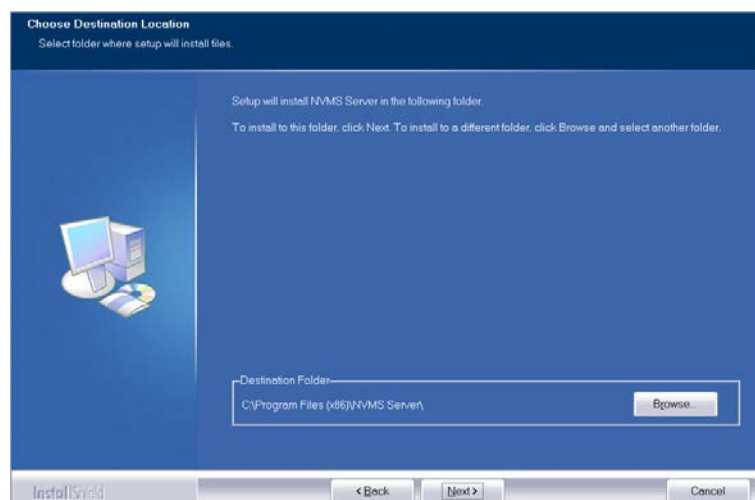 Choose Destination Location
Select folder where setup will install files.
Setup will install NVMS Server in the following folder.
To install to this folder, click Next. To install to a different folder, click Browse and select another folder.
Destination Folder
C:\Program Files (x86)\NVMS Server\
Browse...
InstallShield
< Back
Next >
Cancel